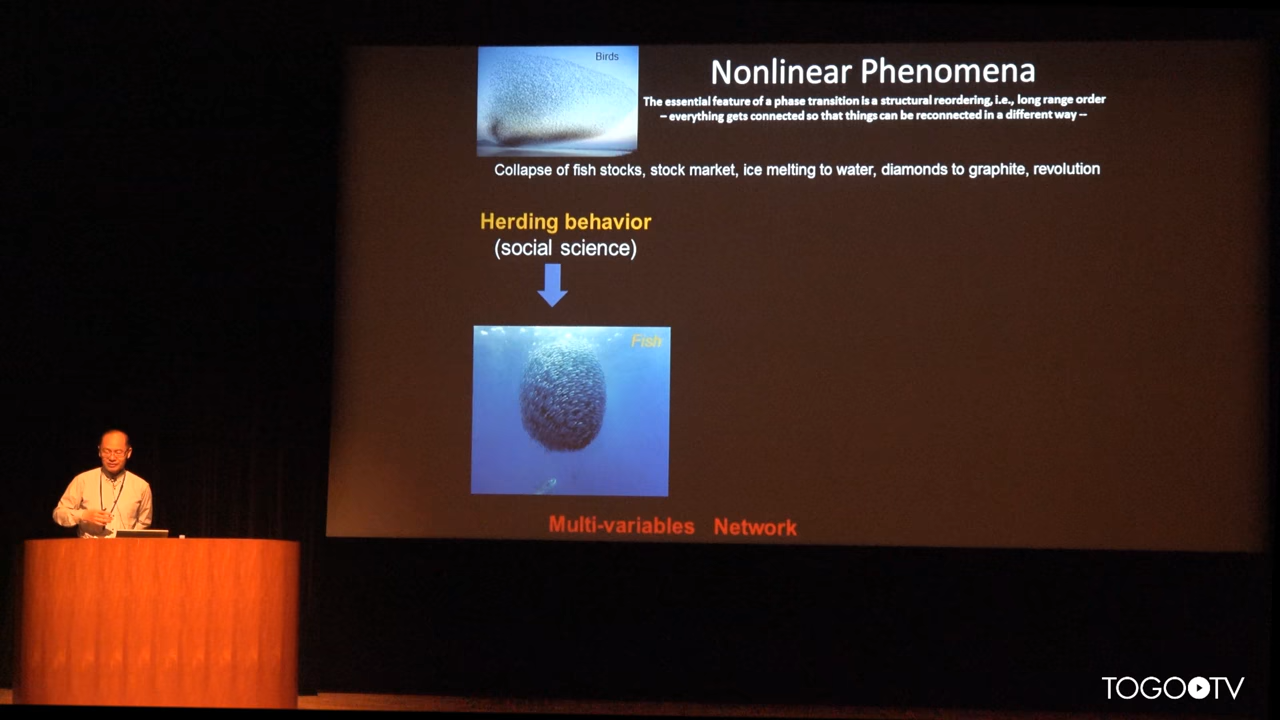 Birds
Nonlinear Phenomena
The essential feature of a phase transition is a structural reordering, i.e., long range order
– everything gets connected so that things can be reconnected in a different way --
Collapse of fish stocks, stock market, ice melting to water, diamonds to graphite, revolution
Herding behavior
(social science)
Fish
Multi-variables Network
TOGOTV